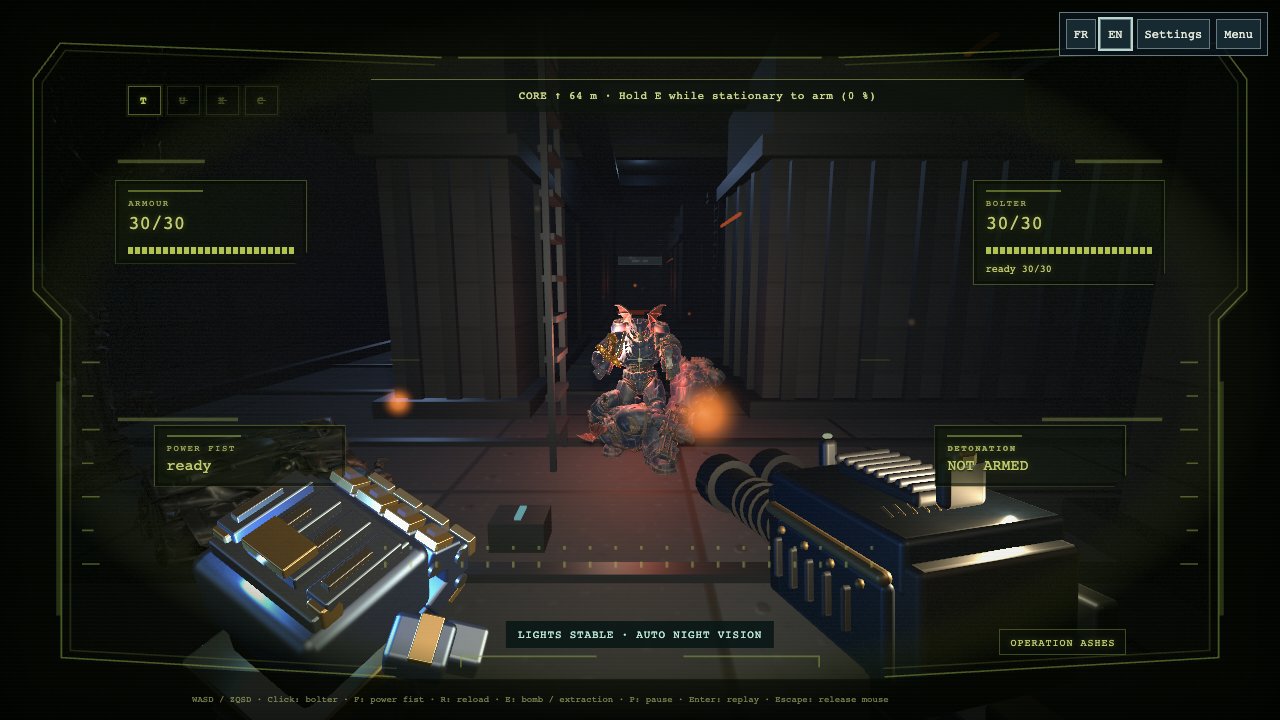 FR EN Settings Menu
T U X C
CORE ↑ 64 m · Hold E while stationary to arm (0 %)
ARMOUR
30/30
BOLTER
30/30
ready 30/30
POWER FIST
ready
DETONATION
NOT ARMED
LIGHTS STABLE · AUTO NIGHT VISION
OPERATION ASHES
WASD / ZQSD · Click: bolter · F: power fist · R: reload · E: bomb / extraction · P: pause · Enter: replay · Escape: release mouse